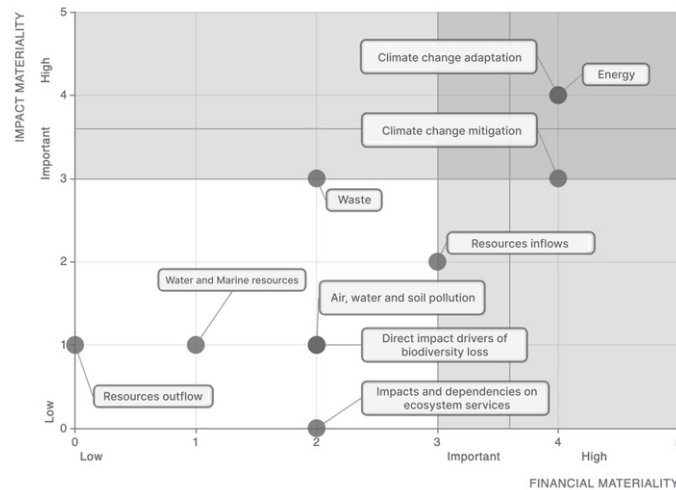 IMPACT MATERIALITY
5
High
4
Important
3
2
1
Low
0
Climate change adaptation
Energy
Climate change mitigation
Waste
Resources inflows
Water and Marine resources
Air, water and soil pollution
Direct impact drivers of
biodiversity loss
Resources outflow
Impacts and dependencies on
ecosystem services
0
1
2
3
4
Low
Important
High
FINANCIAL MATERIALITY